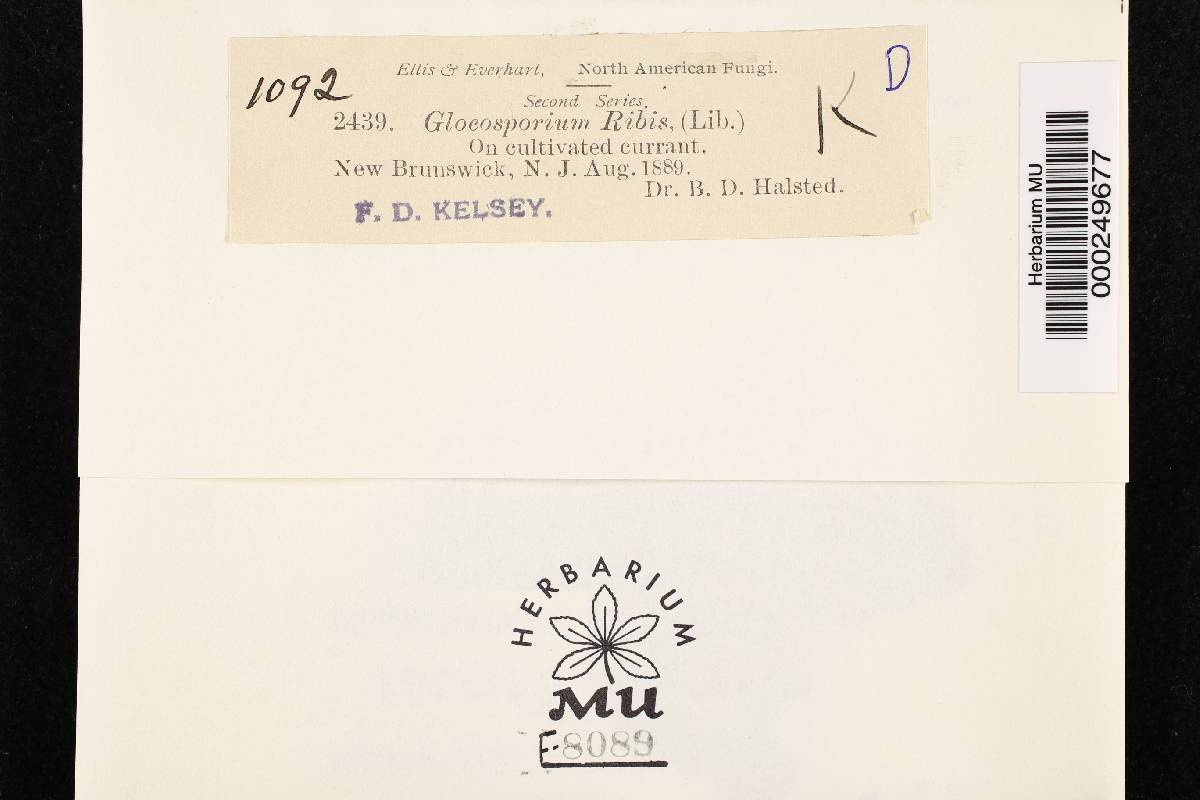 1092
Ellis & Everhart, North American Fungi.
K
D
Second Series.
2439. Gloeosporium Ribis, (Lib.)
On cultivated currant.
New Brunswick, N. J. Aug. 1889.
Dr. B. D. Halsted.
F. D. KELSEY.
Herbarium MU
000249677
HERBARIUM
MU
F-8089